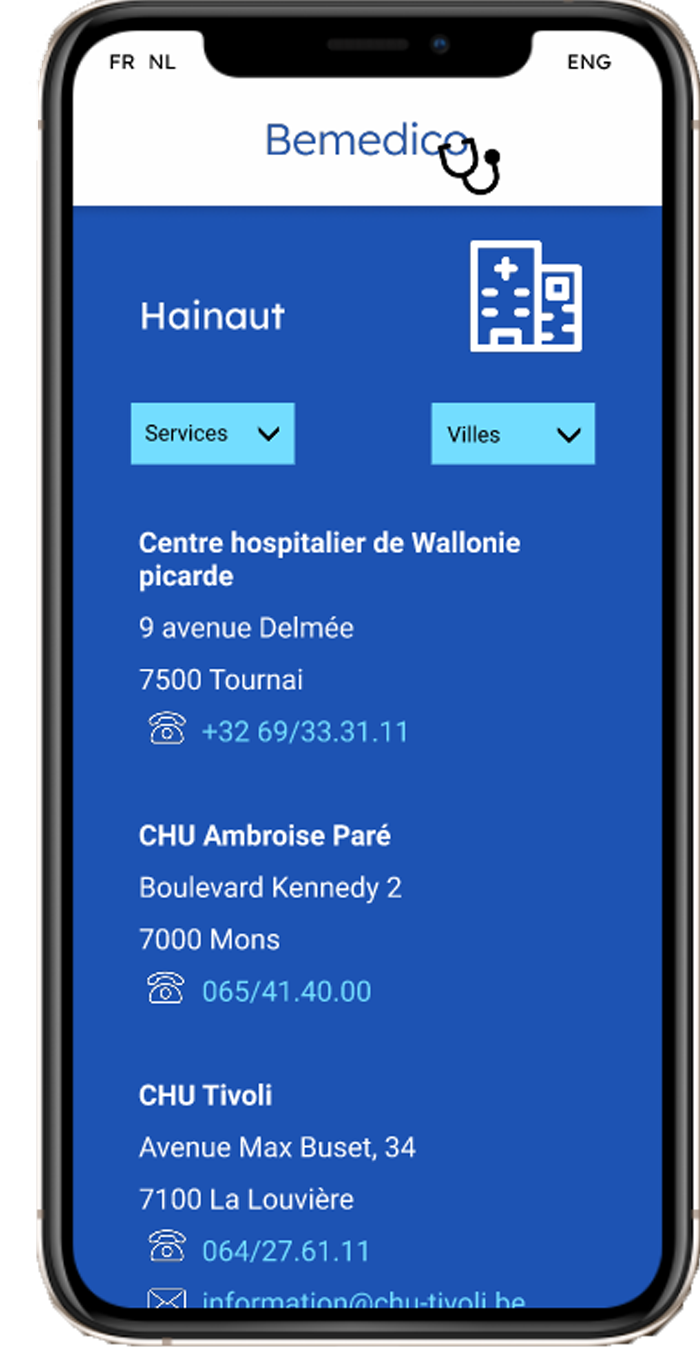 FR NL ENG
Bemedico
Hainaut
Services
Villes
Centre hospitalier de Wallonie
picarde
9 avenue Delmée
7500 Tournai
+32 69/33.31.11
CHU Ambroise Paré
Boulevard Kennedy 2
7000 Mons
065/41.40.00
CHU Tivoli
Avenue Max Buset, 34
7100 La Louvière
064/27.61.11
information@chu-tivoli.be